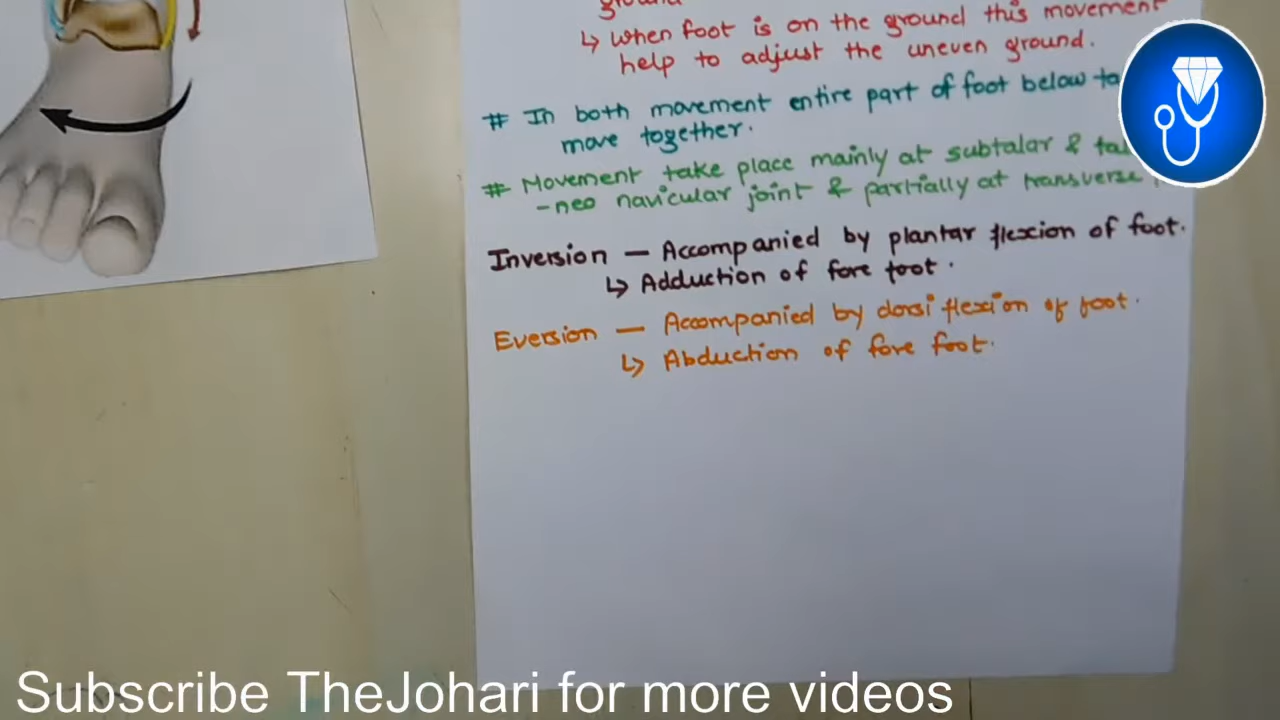 ground
↳ when foot is on the ground this movement
help to adjust the uneven ground.
# In both movement entire part of foot below
move together.
# Movement take place mainly at subtalar &
-neo navicular joint & partially at transverse
Inversion — Accompanied by plantar flexion of foot.
↳ Adduction of fore foot.
Eversion — Accompanied by dorsi flexion of foot.
↳ Abduction of fore foot.
Subscribe TheJohari for more videos